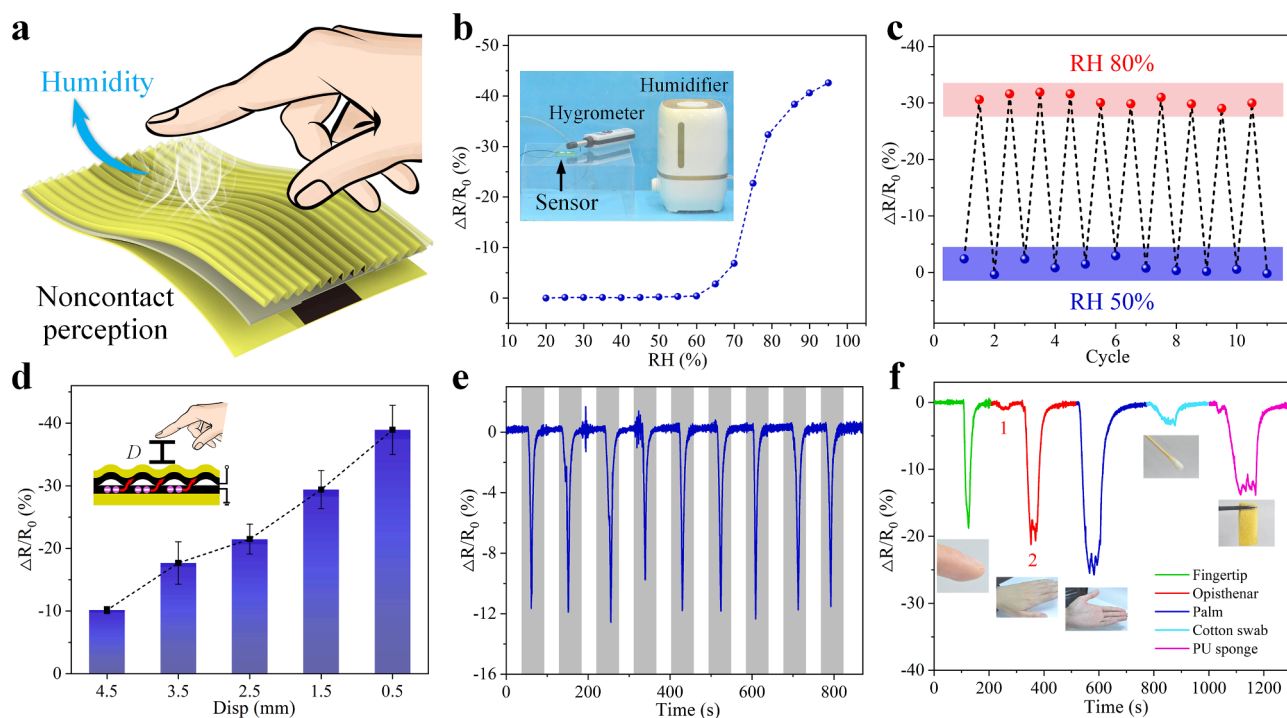 a
Humidity
Noncontact
perception
b
ΔR/R0 (%)
-50
-40
-30
-20
-10
0
Humidifier
Hygrometer
Sensor
10 20 30 40 50 60 70 80 90 100
RH (%)
c
ΔR/R0 (%)
-40
-30
-20
-10
0
RH 80%
RH 50%
0 2 4 6 8 10
Cycle
d
ΔR/R0 (%)
-40
-30
-20
-10
0
D
4.5 3.5 2.5 1.5 0.5
Disp (mm)
e
ΔR/R0 (%)
4
0
-4
-8
-12
-16
0 200 400 600 800
Time (s)
f
ΔR/R0 (%)
0
-10
-20
-30
-40
1
2
Fingertip
Opisthenar
Palm
Cotton swab
PU sponge
0 200 400 600 800 1000 1200
Time (s)